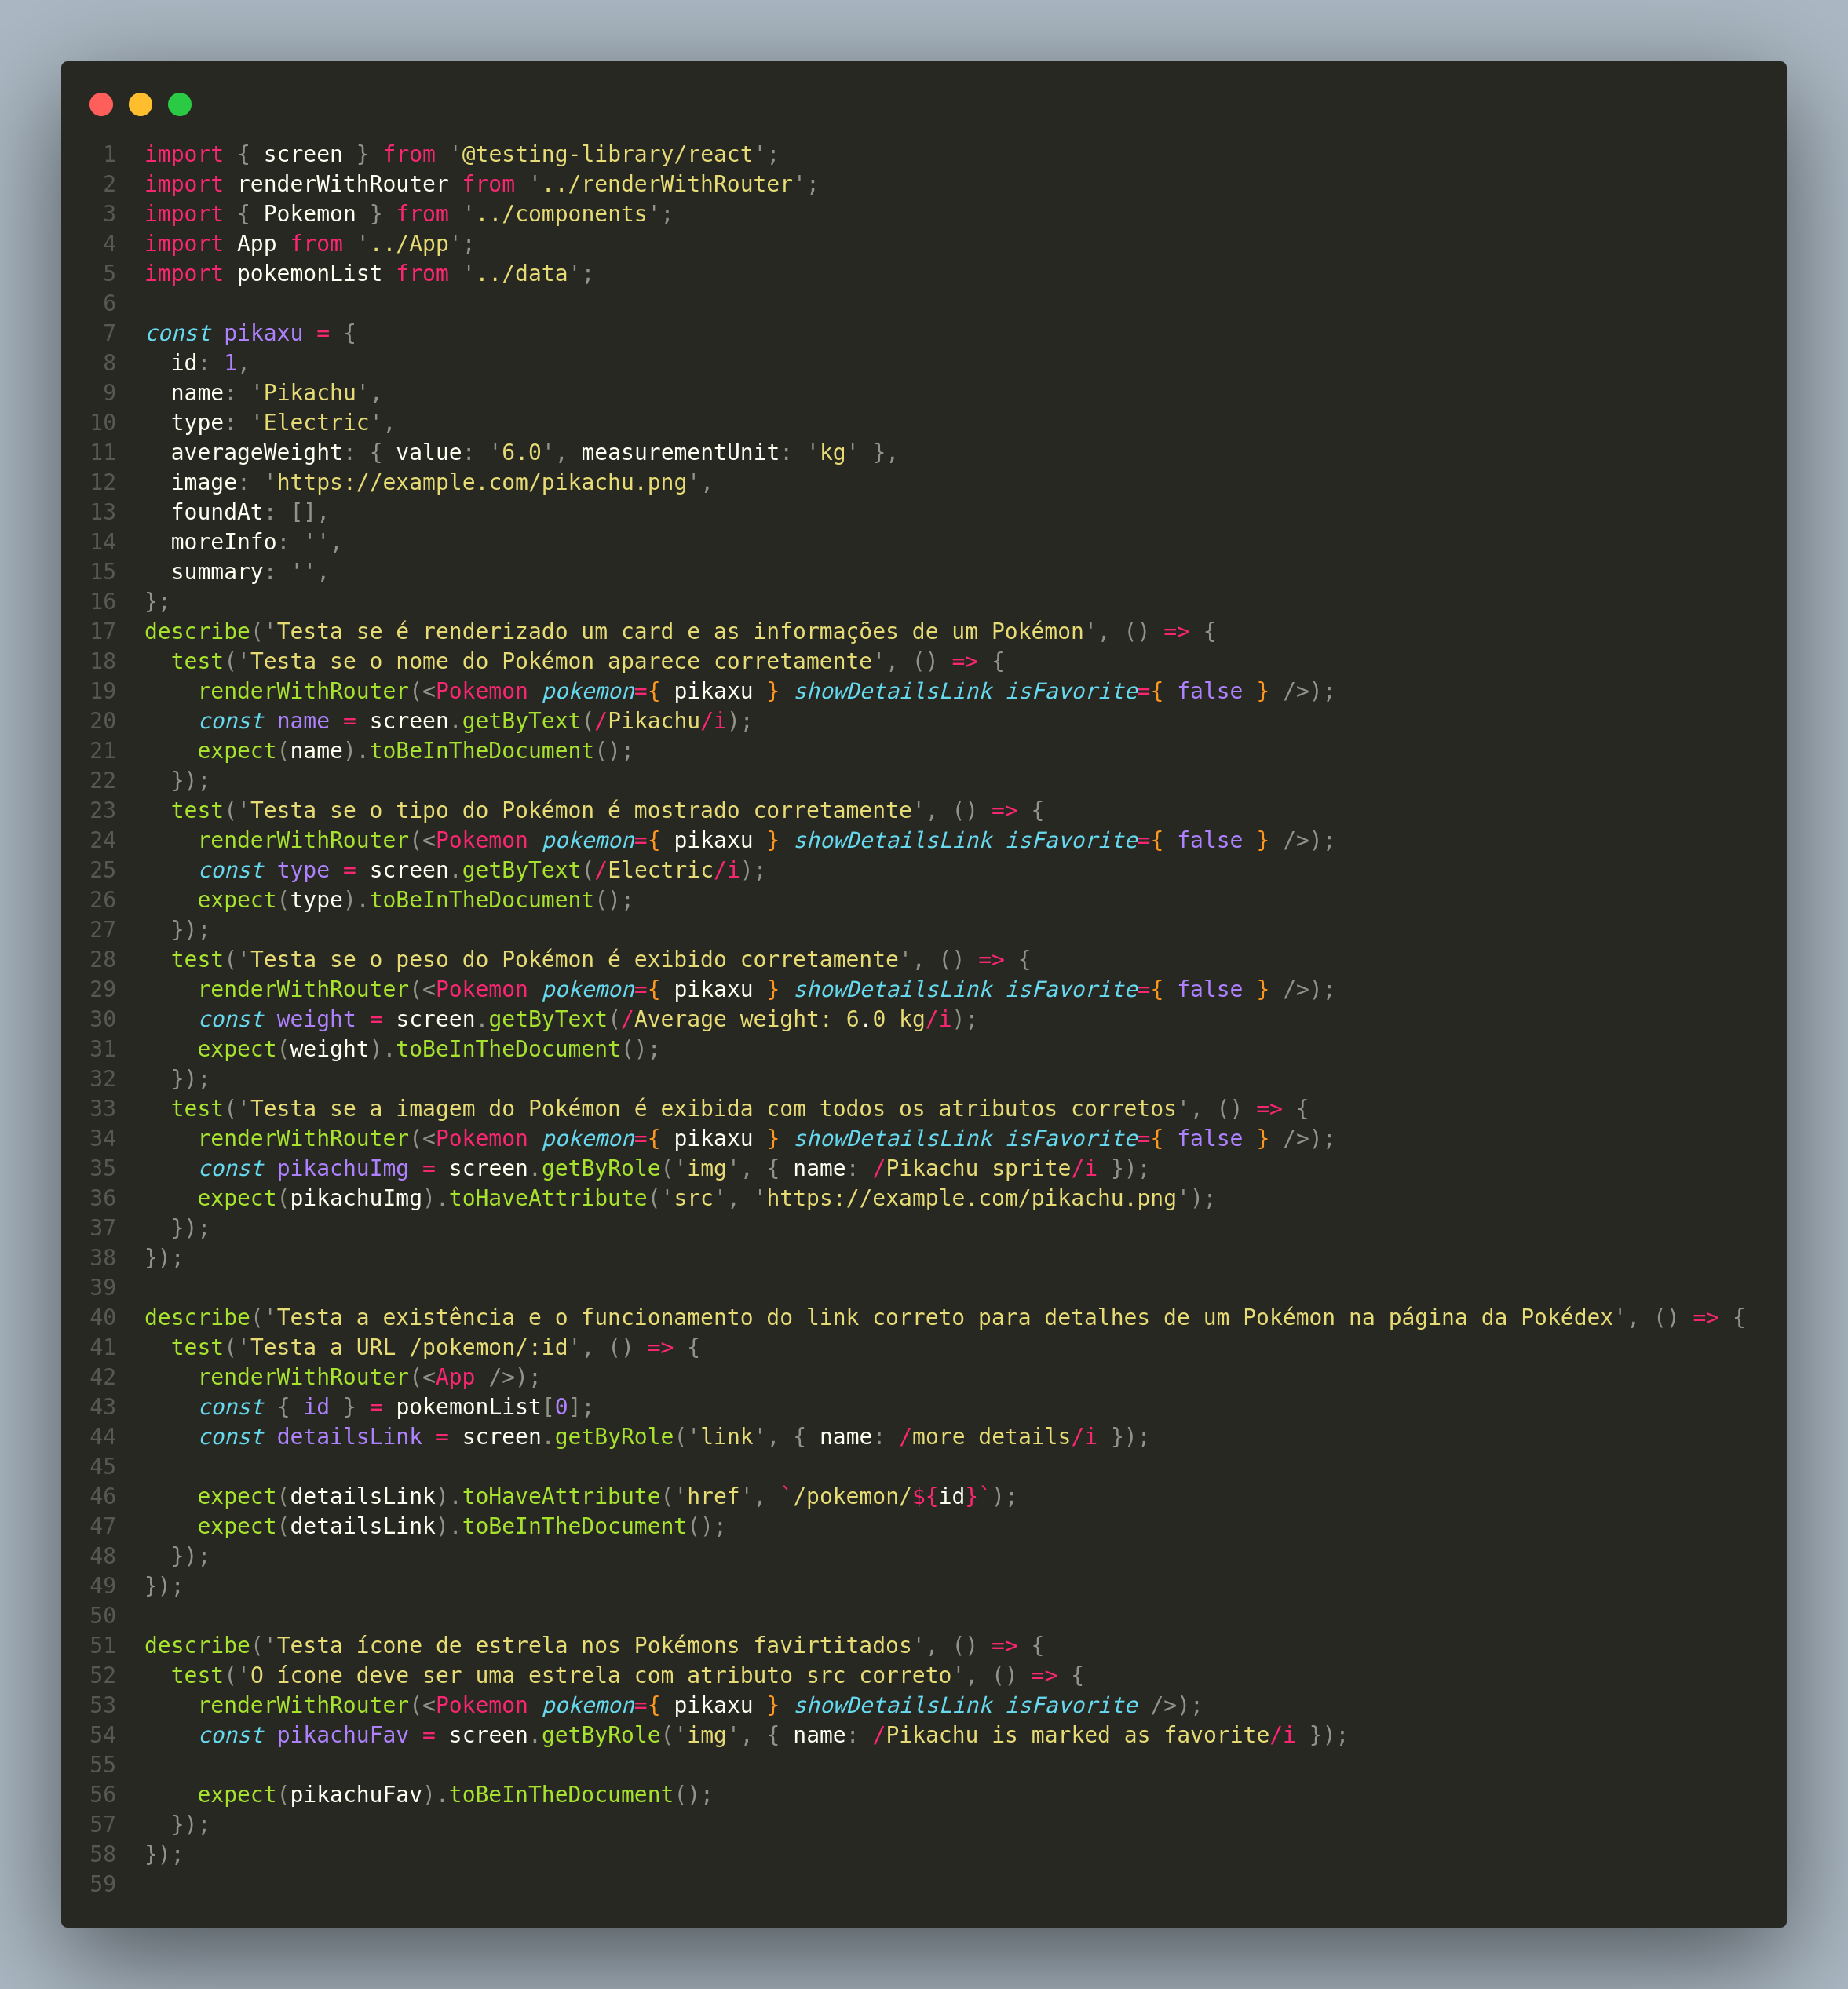 1 import { screen } from '@testing-library/react';
2 import renderWithRouter from '../renderWithRouter';
3 import { Pokemon } from '../components';
4 import App from '../App';
5 import pokemonList from '../data';
6
7 const pikaxu = {
8   id: 1,
9   name: 'Pikachu',
10   type: 'Electric',
11   averageWeight: { value: '6.0', measurementUnit: 'kg' },
12   image: 'https://example.com/pikachu.png',
13   foundAt: [],
14   moreInfo: '',
15   summary: '',
16 };
17 describe('Testa se é renderizado um card e as informações de um Pokémon', () => {
18   test('Testa se o nome do Pokémon aparece corretamente', () => {
19     renderWithRouter(<Pokemon pokemon={ pikaxu } showDetailsLink isFavorite={ false } />);
20     const name = screen.getByText(/Pikachu/i);
21     expect(name).toBeInTheDocument();
22   });
23   test('Testa se o tipo do Pokémon é mostrado corretamente', () => {
24     renderWithRouter(<Pokemon pokemon={ pikaxu } showDetailsLink isFavorite={ false } />);
25     const type = screen.getByText(/Electric/i);
26     expect(type).toBeInTheDocument();
27   });
28   test('Testa se o peso do Pokémon é exibido corretamente', () => {
29     renderWithRouter(<Pokemon pokemon={ pikaxu } showDetailsLink isFavorite={ false } />);
30     const weight = screen.getByText(/Average weight: 6.0 kg/i);
31     expect(weight).toBeInTheDocument();
32   });
33   test('Testa se a imagem do Pokémon é exibida com todos os atributos corretos', () => {
34     renderWithRouter(<Pokemon pokemon={ pikaxu } showDetailsLink isFavorite={ false } />);
35     const pikachuImg = screen.getByRole('img', { name: /Pikachu sprite/i });
36     expect(pikachuImg).toHaveAttribute('src', 'https://example.com/pikachu.png');
37   });
38 });
39
40 describe('Testa a existência e o funcionamento do link correto para detalhes de um Pokémon na página da Pokédex', () => {
41   test('Testa a URL /pokemon/:id', () => {
42     renderWithRouter(<App />);
43     const { id } = pokemonList[0];
44     const detailsLink = screen.getByRole('link', { name: /more details/i });
45
46     expect(detailsLink).toHaveAttribute('href', `/pokemon/${id}`);
47     expect(detailsLink).toBeInTheDocument();
48   });
49 });
50
51 describe('Testa ícone de estrela nos Pokémons favirtitados', () => {
52   test('O ícone deve ser uma estrela com atributo src correto', () => {
53     renderWithRouter(<Pokemon pokemon={ pikaxu } showDetailsLink isFavorite />);
54     const pikachuFav = screen.getByRole('img', { name: /Pikachu is marked as favorite/i });
55
56     expect(pikachuFav).toBeInTheDocument();
57   });
58 });
59